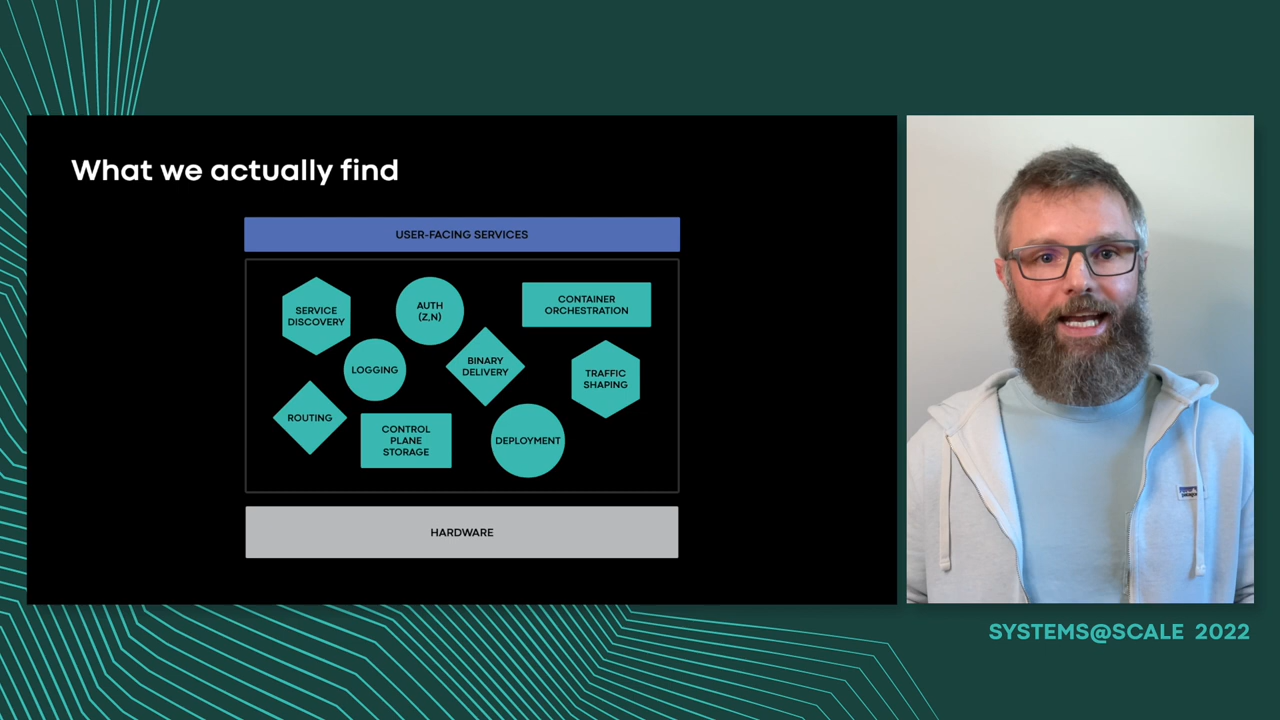 What we actually find
USER-FACING SERVICES
SERVICE
DISCOVERY
AUTH
(Z,N)
CONTAINER
ORCHESTRATION
LOGGING
BINARY
DELIVERY
TRAFFIC
SHAPING
ROUTING
CONTROL
PLANE
STORAGE
DEPLOYMENT
HARDWARE
SYSTEMS@SCALE 2022